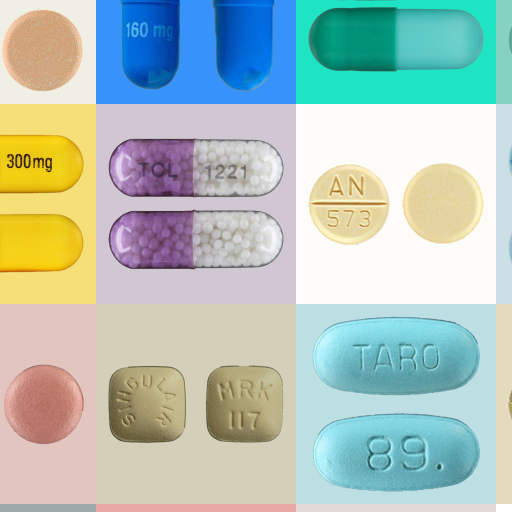 160 mg
300mg
TCL 1221
AN
573
SINGULAIR
MRK
117
TARO
89.